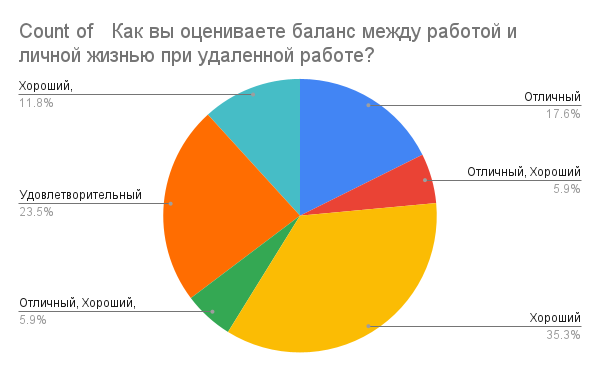 Count of   Как вы оцениваете баланс между работой и
личной жизнью при удаленной работе?
Хороший,
11.8%
Отличный
17.6%
Отличный, Хороший
5.9%
Удовлетворительный
23.5%
Отличный, Хороший,
5.9%
Хороший
35.3%